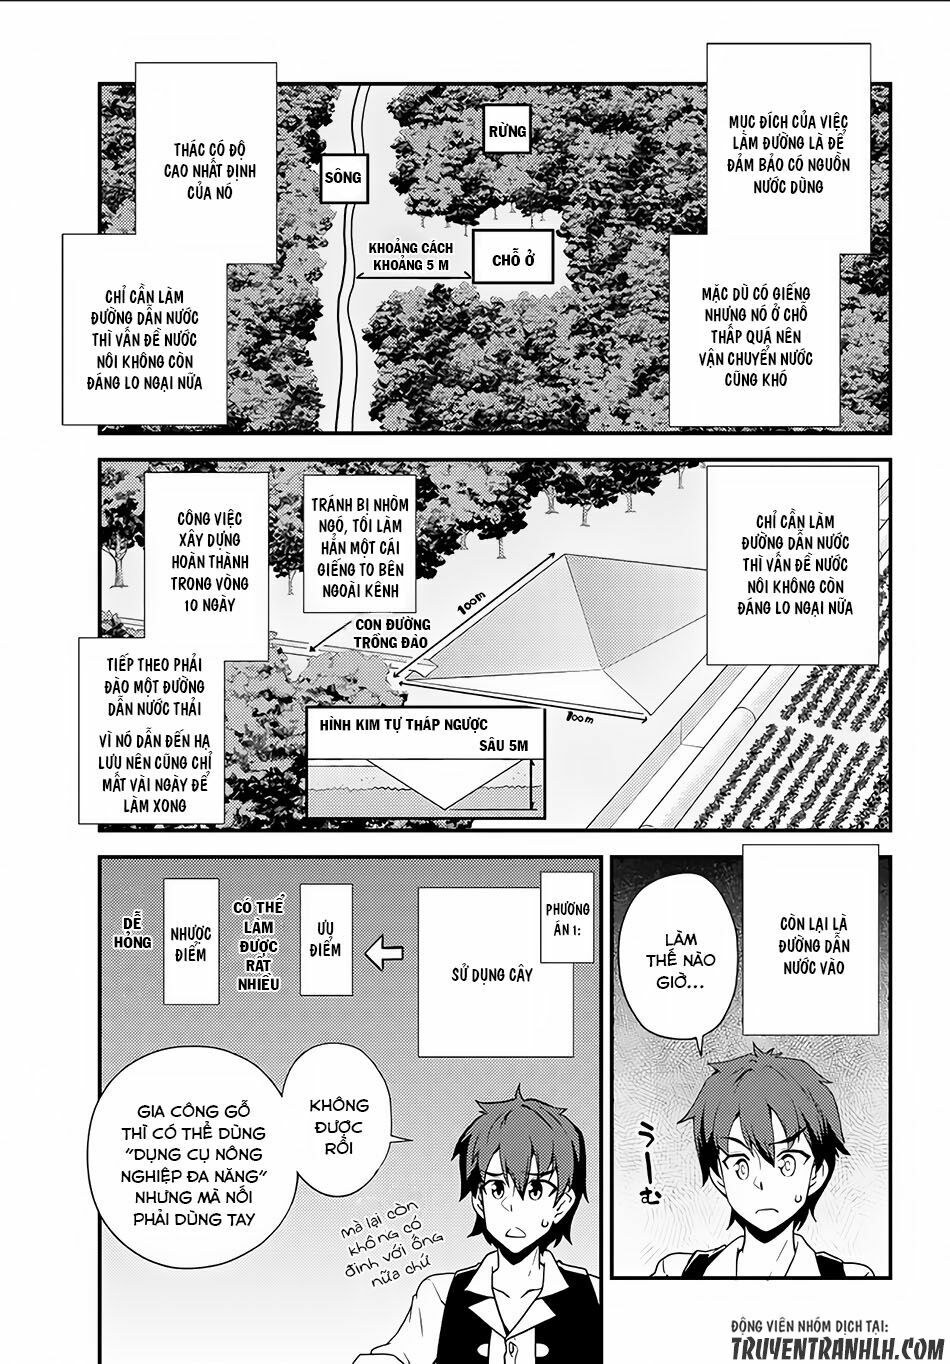 MỤC ĐÍCH CỦA VIỆC
LÀM ĐƯỜNG LÀ ĐỂ
ĐẢM BẢO CÓ NGUỒN
NƯỚC DÙNG
MẶC DÙ CÓ GIẾNG
NHƯNG NÓ Ở CHỖ
THẤP QUÁ NÊN
VẬN CHUYỂN NƯỚC
CŨNG KHÓ
RỪNG
SÔNG
CHỖ Ở
KHOẢNG CÁCH
KHOẢNG 5 M
THÁC CÓ ĐỘ
CAO NHẤT ĐỊNH
CỦA NÓ
CHỈ CẦN LÀM
ĐƯỜNG DẪN NƯỚC
THÌ VẤN ĐỀ NƯỚC
NÔI KHÔNG CÒN
ĐÁNG LO NGẠI NỮA
CHỈ CẦN LÀM
ĐƯỜNG DẪN NƯỚC
THÌ VẤN ĐỀ NƯỚC
NÔI KHÔNG CÒN
ĐÁNG LO NGẠI NỮA
TRÁNH BỊ NHÒM
NGÓ, TÔI LÀM
HẲN MỘT CÁI
GIẾNG TO BÊN
NGOÀI KÊNH
100m
100m
CON ĐƯỜNG
TRỒNG ĐÀO
HÌNH KIM TỰ THÁP NGƯỢC
SÂU 5M
CÔNG VIỆC
XÂY DỰNG
HOÀN THÀNH
TRONG VÒNG
10 NGÀY
TIẾP THEO PHẢI
ĐÀO MỘT ĐƯỜNG
DẪN NƯỚC THẢI
VÌ NÓ DẪN ĐẾN HẠ
LƯU NÊN CŨNG CHỈ
MẤT VÀI NGÀY ĐỂ
LÀM XONG
CÒN LẠI LÀ
ĐƯỜNG DẪN
NƯỚC VÀO
LÀM
THẾ NÀO
GIỜ...
うーむ
PHƯƠNG
ÁN 1:
SỬ DỤNG CÂY
ƯU
ĐIỂM
CÓ THỂ
LÀM
ĐƯỢC
RẤT
NHIỀU
NHƯỢC
ĐIỂM
DỄ
HỎNG
KHÔNG
ĐƯỢC
RỒI
GIA CÔNG GỖ
THÌ CÓ THỂ DÙNG
"DỤNG CỤ NÔNG
NGHIỆP ĐA NĂNG"
NHƯNG MÀ NỐI
PHẢI DÙNG TAY
mà lại còn
không có
đinh với ống
nữa chứ
ĐỘNG VIÊN NHÓM DỊCH TẠI:
TRUYENTRANHLH.COM